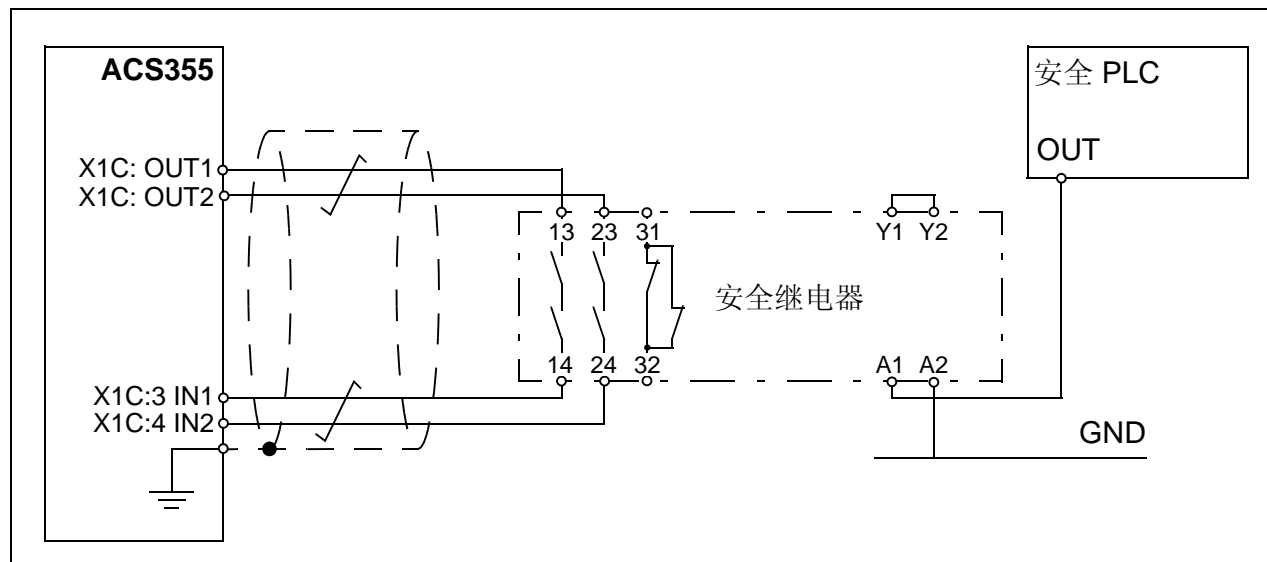 ACS355
安全 PLC
OUT
X1C: OUT1
X1C: OUT2
13 23 31
Y1 Y2
安全继电器
14 24 32
A1 A2
X1C:3 IN1
X1C:4 IN2
GND